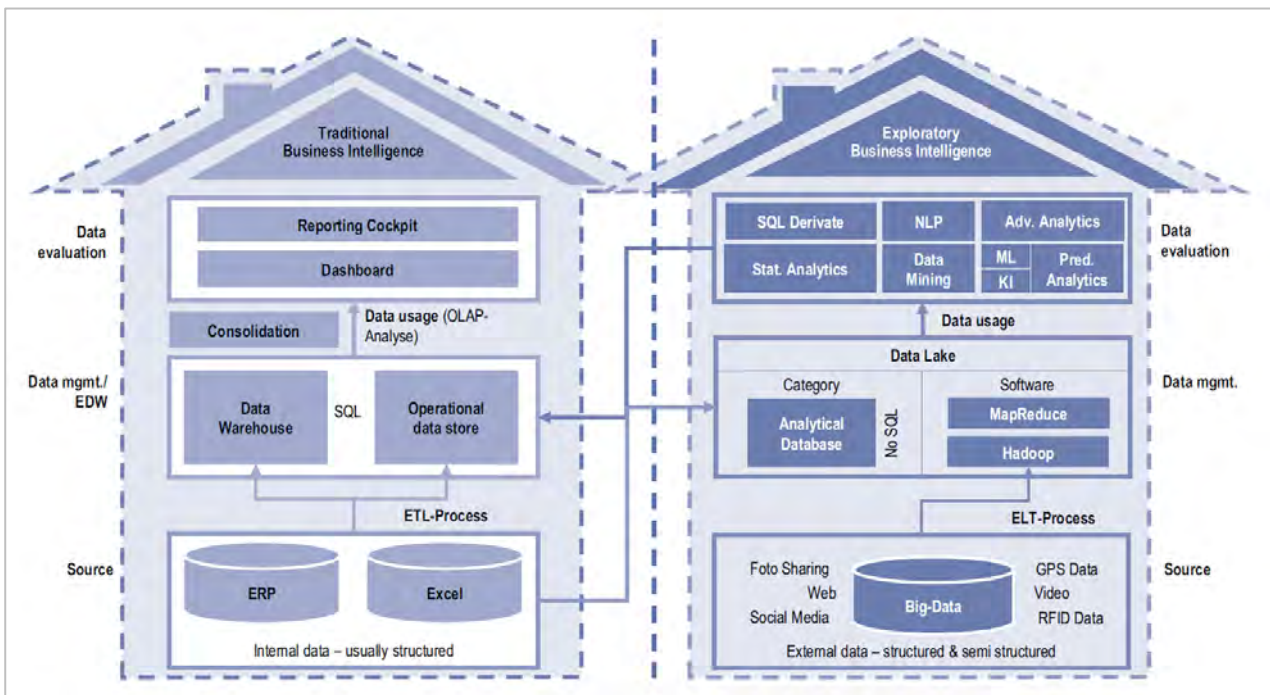 Traditional
Business Intelligence
Data
evaluation
Reporting Cockpit
Dashboard
Consolidation
Data usage (OLAP-
Analyse)
Data mgmt./
EDW
Data
Warehouse
SQL
Operational
data store
ETL-Process
Source
ERP
Excel
Internal data – usually structured
Exploratory
Business Intelligence
SQL Derivate
NLP
Adv. Analytics
Stat. Analytics
Data
Mining
ML
KI
Pred.
Analytics
Data
evaluation
Data usage
Data Lake
Category
Software
Analytical
Database
No SQL
MapReduce
Hadoop
Data mgmt.
ELT-Process
Foto Sharing
Web
Social Media
Big-Data
GPS Data
Video
RFID Data
Source
External data – structured & semi structured